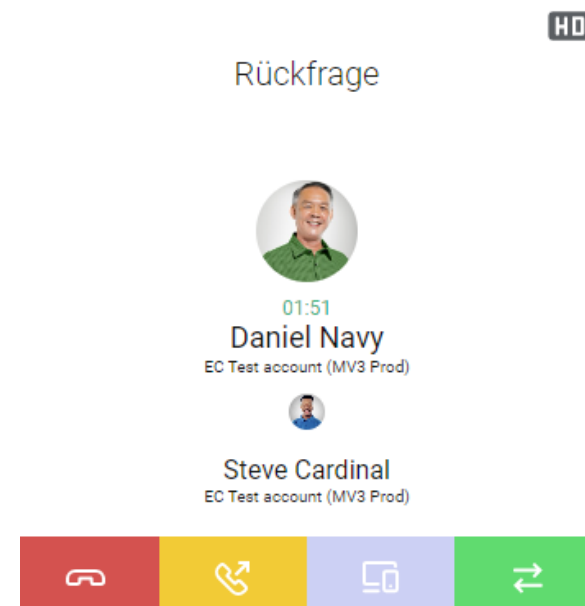 HD
Rückfrage
01:51
Daniel Navy
EC Test account (MV3 Prod)
Steve Cardinal
EC Test account (MV3 Prod)